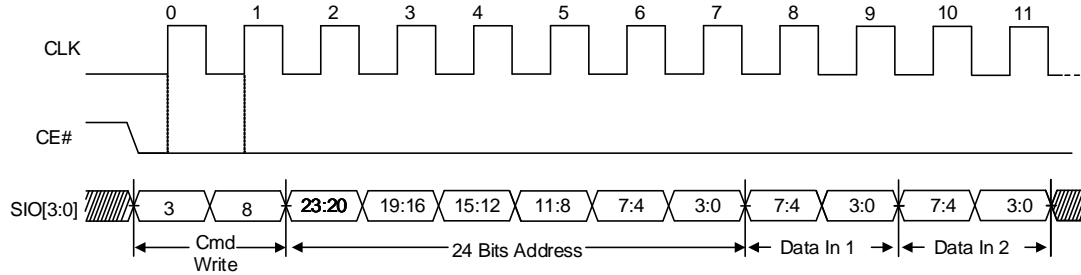 0 1 2 3 4 5 6 7 8 9 10 11
CLK
CE#
SIO[3:0] 3 8 23:20 19:16 15:12 11:8 7:4 3:0 7:4 3:0 7:4 3:0
Cmd Write 24 Bits Address Data In 1 Data In 2